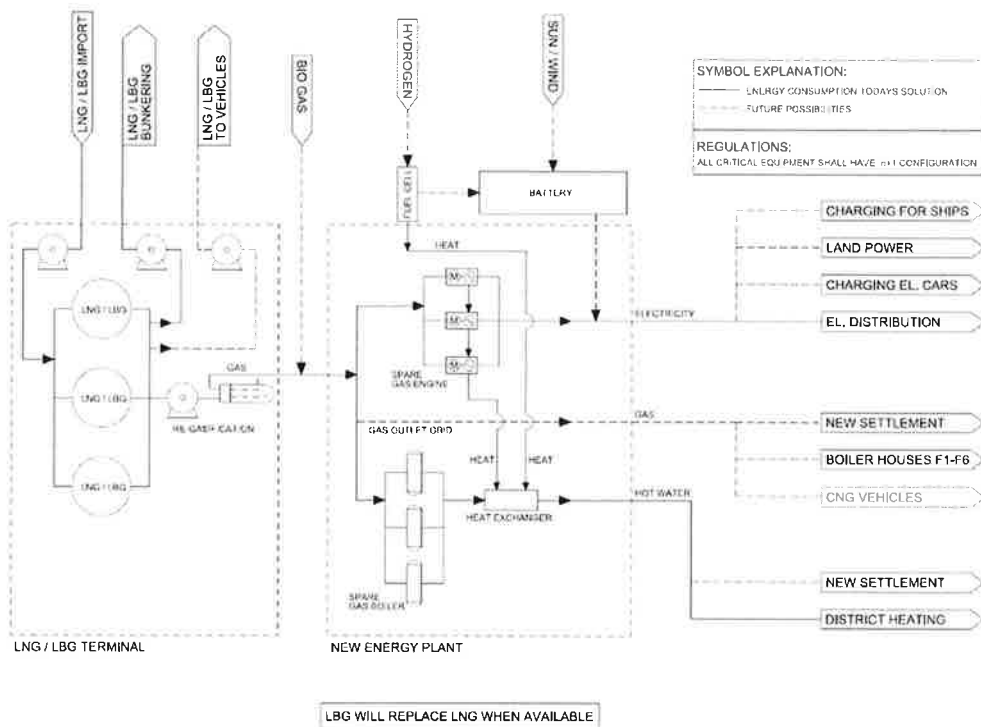 LNG / LBG IMPORT
LNG / LBG
BUNKERING
LNG / LBG
TO VEHICLES
BIO GAS
HYDROGEN
SUN / WIND
SYMBOL EXPLANATION:
ENERGY CONSUMPTION TODAYS SOLUTION
FUTURE POSSIBILITIES
REGULATIONS:
ALL CRITICAL EQUIPMENT SHALL HAVE n+1 CONFIGURATION
FUEL CELL
BATTERY
HEAT
CHARGING FOR SHIPS
LAND POWER
CHARGING EL. CARS
ELECTRICITY
EL. DISTRIBUTION
LNG / LBG
LNG / LBG
LNG / LBG
GAS
RE-GASIFICATION
M
M
M
SPARE
GAS ENGINE
GAS OUTLET GRID
GAS
NEW SETTLEMENT
BOILER HOUSES F1-F6
CNG VEHICLES
HEAT
HEAT
HEAT EXCHANGER
HOT WATER
SPARE
GAS BOILER
NEW SETTLEMENT
DISTRICT HEATING
LNG / LBG TERMINAL
NEW ENERGY PLANT
LBG WILL REPLACE LNG WHEN AVAILABLE